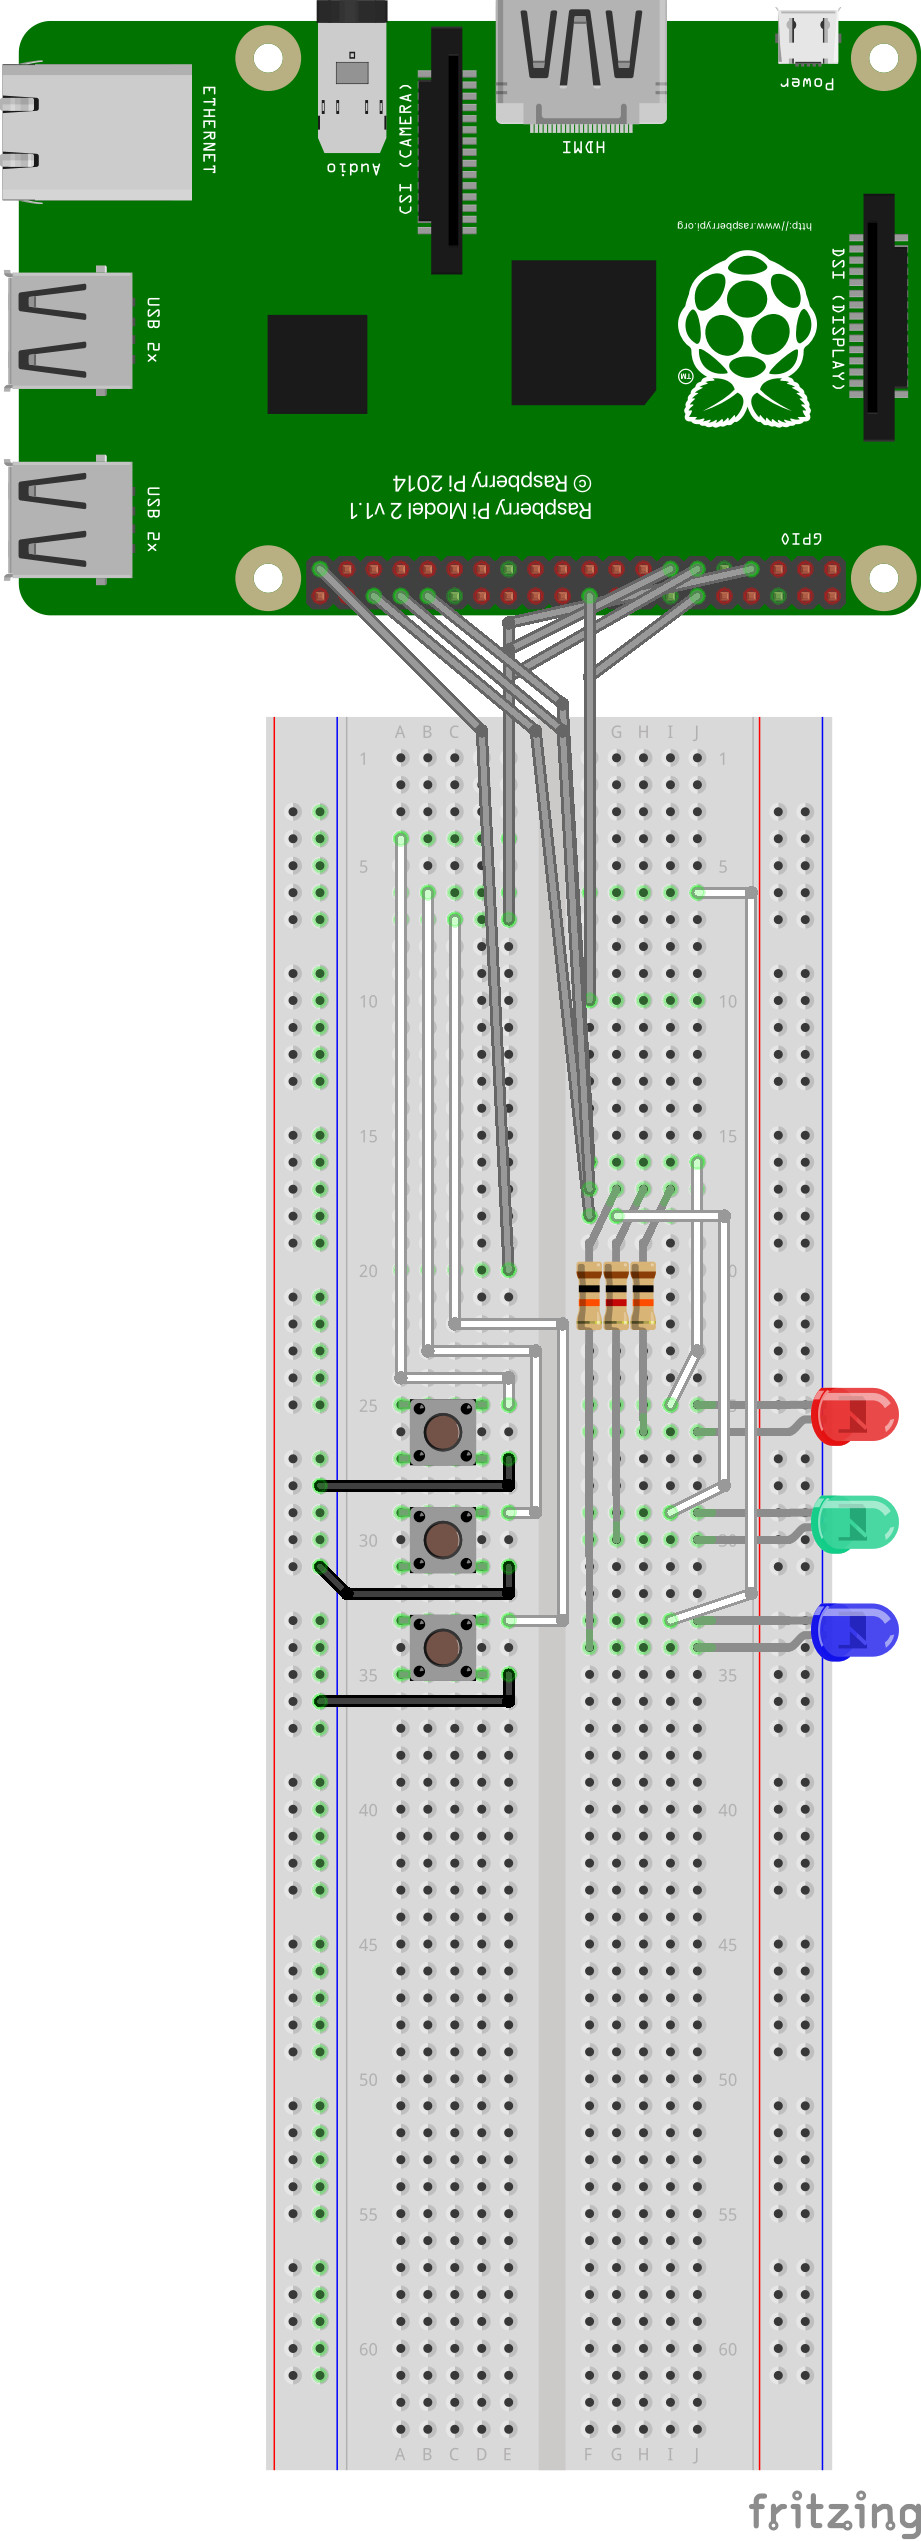 Power
HDMI
Audio
ETHERNET
CSI (CAMERA)
http://www.raspberrypi.org
DSI (DISPLAY)
TM
USB 2x
USB 2x
Raspberry Pi Model 2 v1.1
© Raspberry Pi 2014
GPIO
A B C G H I J
1 1
5 5
10 10
15 15
20
25
30
35 35
40 40
45 45
50 50
55 55
60 60
A B C D E F G H I J
fritzing